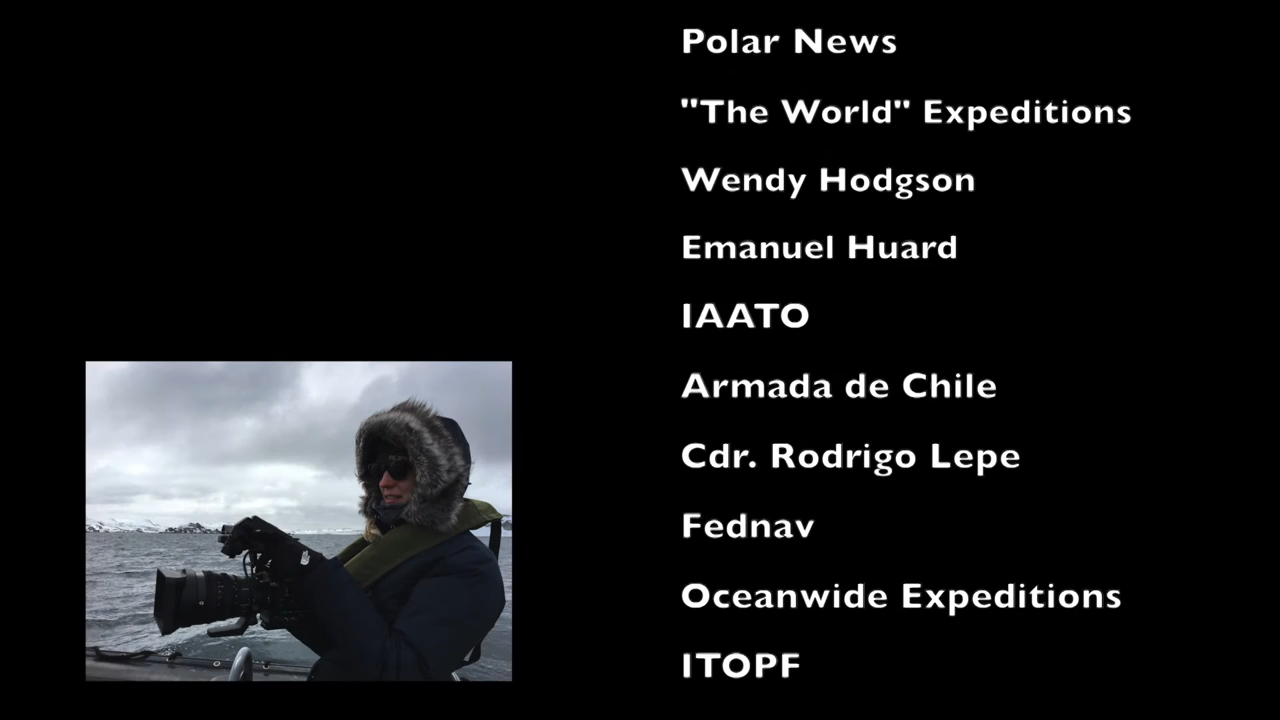 Polar News
"The World" Expeditions
Wendy Hodgson
Emanuel Huard
IAATO
Armada de Chile
Cdr. Rodrigo Lepe
Fednav
Oceanwide Expeditions
ITOPF